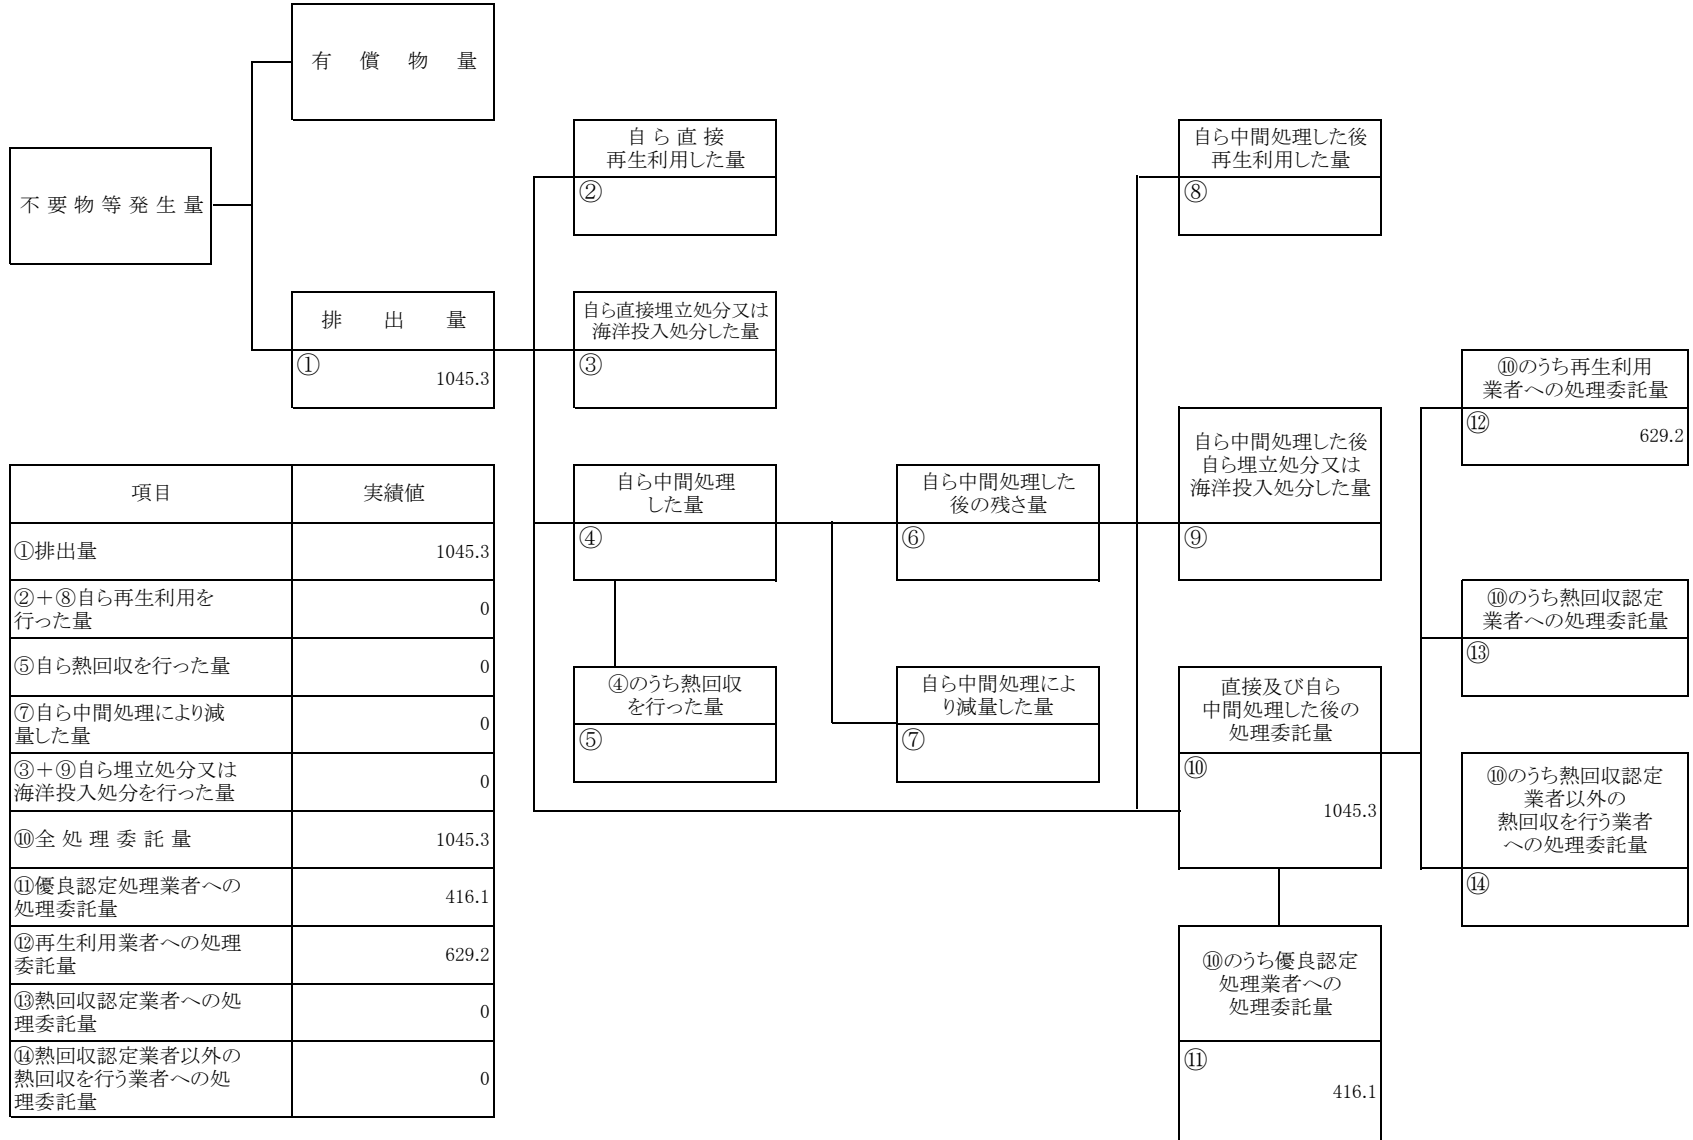 有償物量
不要物等発生量
排出量
①
1045.3
自ら直接
再生利用した量
②
自ら直接埋立処分又は
海洋投入処分した量
③
自ら中間処理
した量
④
④のうち熱回収
を行った量
⑤
自ら中間処理した
後の残さ量
⑥
自ら中間処理によ
り減量した量
⑦
自ら中間処理した後
再生利用した量
⑧
自ら中間処理した後
自ら埋立処分又は
海洋投入処分した量
⑨
直接及び自ら
中間処理した後の
処理委託量
⑩
1045.3
⑩のうち優良認定
処理業者への
処理委託量
⑪
416.1
⑩のうち再生利用
業者への処理委託量
⑫
629.2
⑩のうち熱回収認定
業者への処理委託量
⑬
⑩のうち熱回収認定
業者以外の
熱回収を行う業者
への処理委託量
⑭
項目 実績値
①排出量 1045.3
②+⑧自ら再生利用を
行った量 0
⑤自ら熱回収を行った量 0
⑦自ら中間処理により減
量した量 0
③+⑨自ら埋立処分又は
海洋投入処分を行った量 0
⑩全処理委託量 1045.3
⑪優良認定処理業者への
処理委託量 416.1
⑫再生利用業者への処理
委託量 629.2
⑬熱回収認定業者への処
理委託量 0
⑭熱回収認定業者以外の
熱回収を行う業者への処
理委託量 0